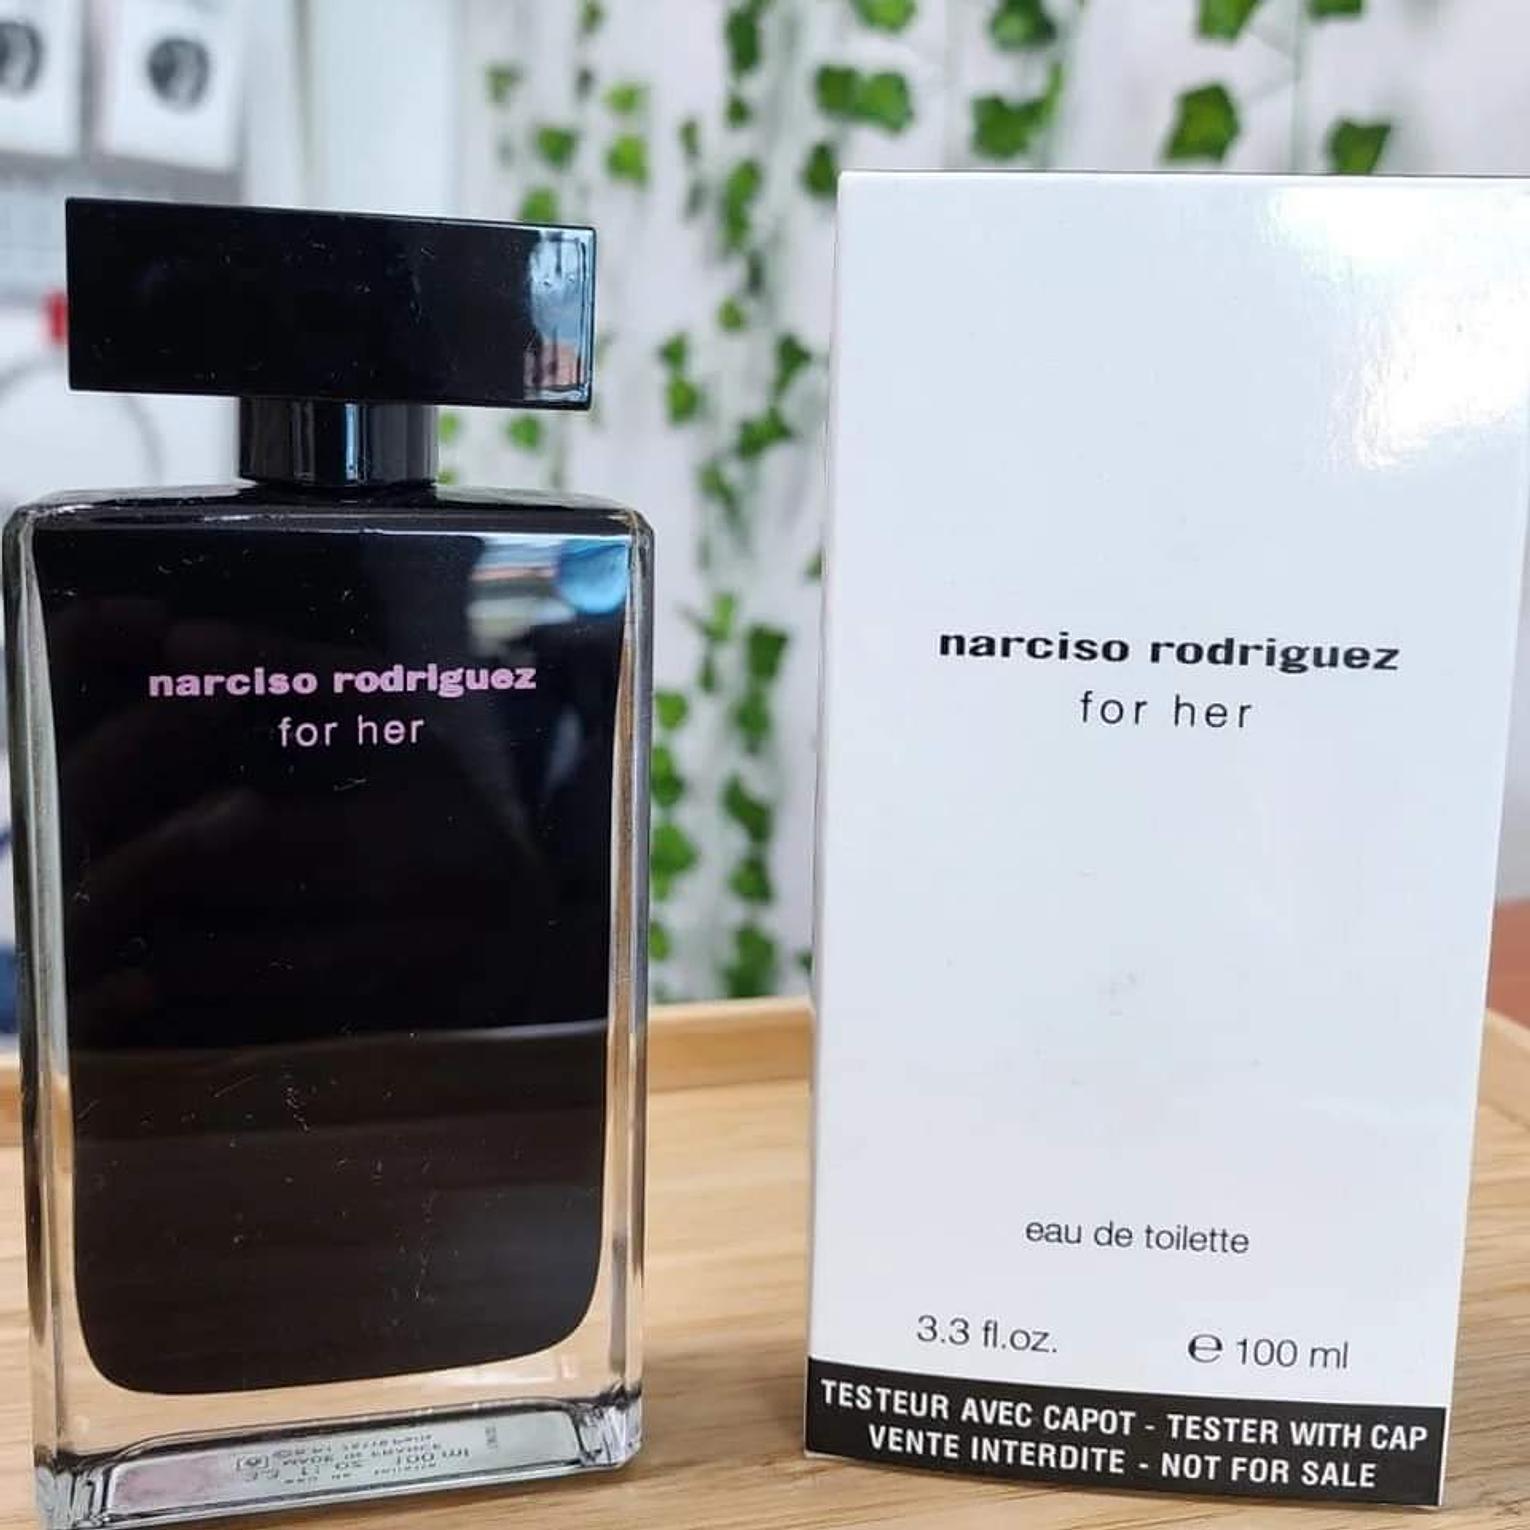 narciso rodriguez
for her
narciso rodriguez
for her
eau de toilette
3.3 fl.oz. e 100 ml
TESTEUR AVEC CAPOT - TESTER WITH CAP
VENTE INTERDITE - NOT FOR SALE